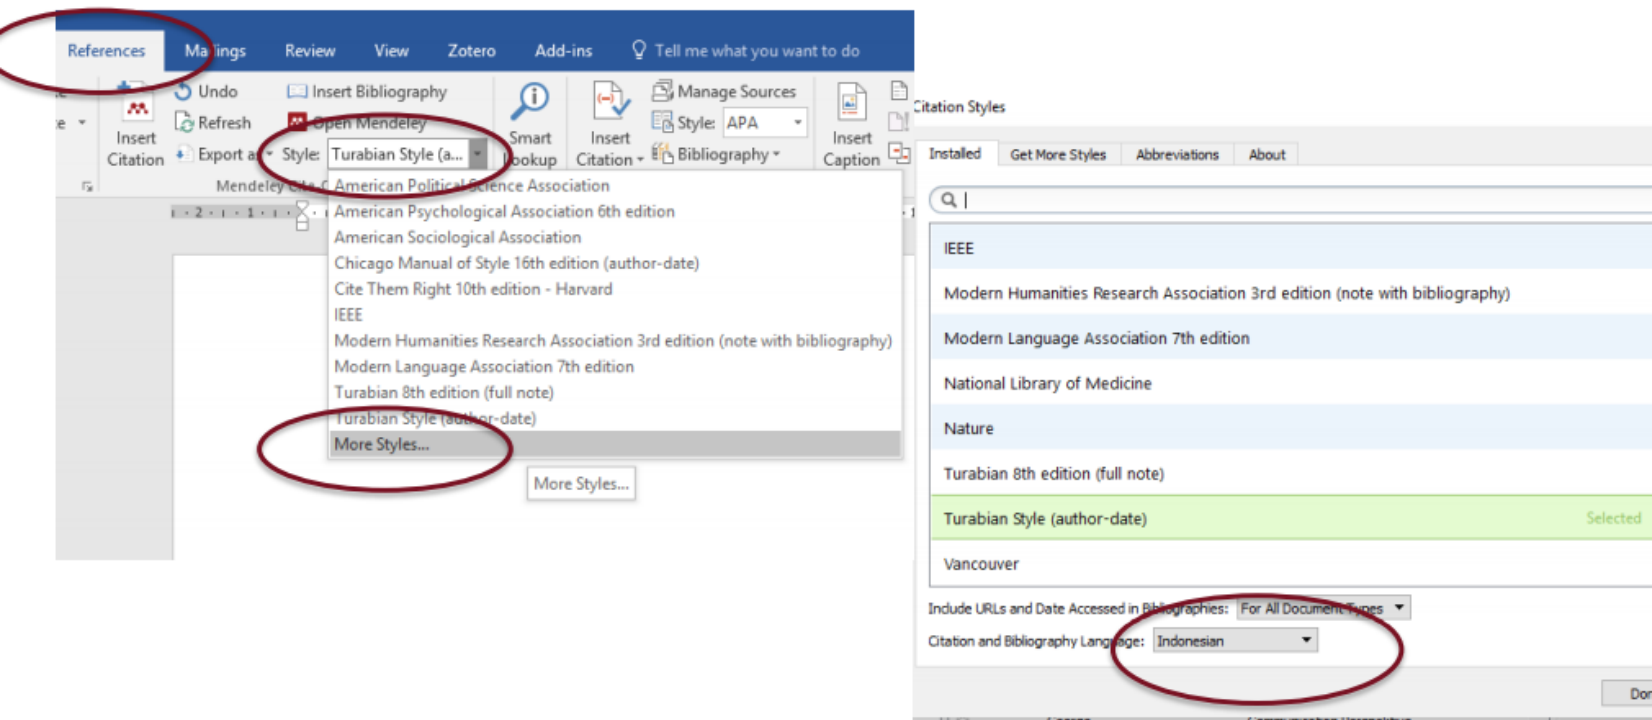 References Mailings Review View Zotero Add-ins Tell me what you want to do
Undo Insert Bibliography Manage Sources
Refresh Open Mendeley Style: APA
Insert Citation Export as Style: Turabian Style (a... Smart Lookup Insert Citation Bibliography Insert Caption
American Political Science Association
2 1
American Psychological Association 6th edition
American Sociological Association
Chicago Manual of Style 16th edition (author-date)
Cite Them Right 10th edition - Harvard
IEEE
Modern Humanities Research Association 3rd edition (note with bibliography)
Modern Language Association 7th edition
Turabian 8th edition (full note)
Turabian Style (author-date)
More Styles...
More Styles...
Citation Styles
Installed Get More Styles Abbreviations About
IEEE
Modern Humanities Research Association 3rd edition (note with bibliography)
Modern Language Association 7th edition
National Library of Medicine
Nature
Turabian 8th edition (full note)
Turabian Style (author-date) Selected
Vancouver
Include URLs and Date Accessed in Bibliographies: For All Document Types
Citation and Bibliography Language: Indonesian